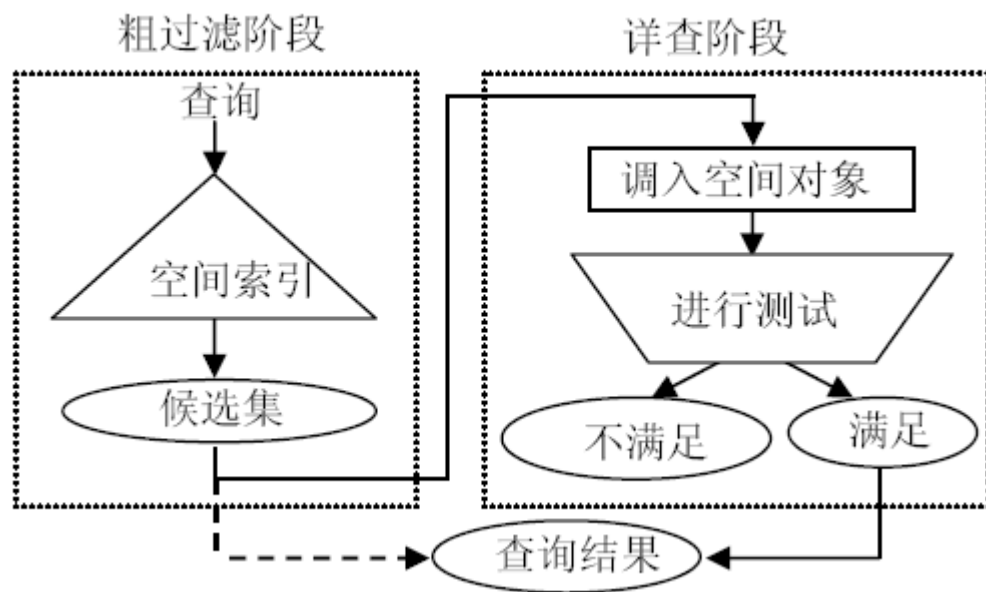 粗过滤阶段
详查阶段
查询
空间索引
候选集
调入空间对象
进行测试
不满足
满足
查询结果